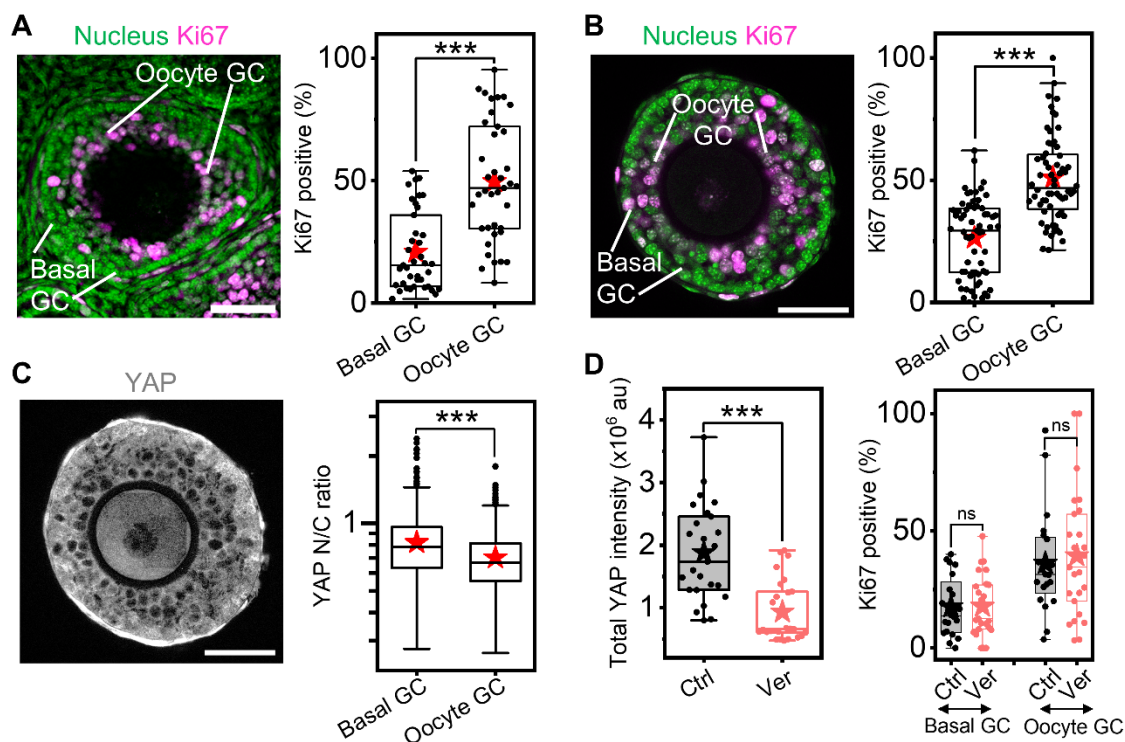 A
Nucleus Ki67
Oocyte GC
Basal
GC
Ki67 positive (%)
100
50
0
***
Basal GC
Oocyte GC
B
Nucleus Ki67
Oocyte
GC
Basal
GC
Ki67 positive (%)
100
50
0
***
Basal GC
Oocyte GC
C
YAP
YAP N/C ratio
1
***
Basal GC
Oocyte GC
D
Total YAP intensity (x10⁶ au)
4
3
2
1
***
Ctrl
Ver
Ki67 positive (%)
100
50
0
ns
ns
Ctrl
Ver
Ctrl
Ver
Basal GC
Oocyte GC